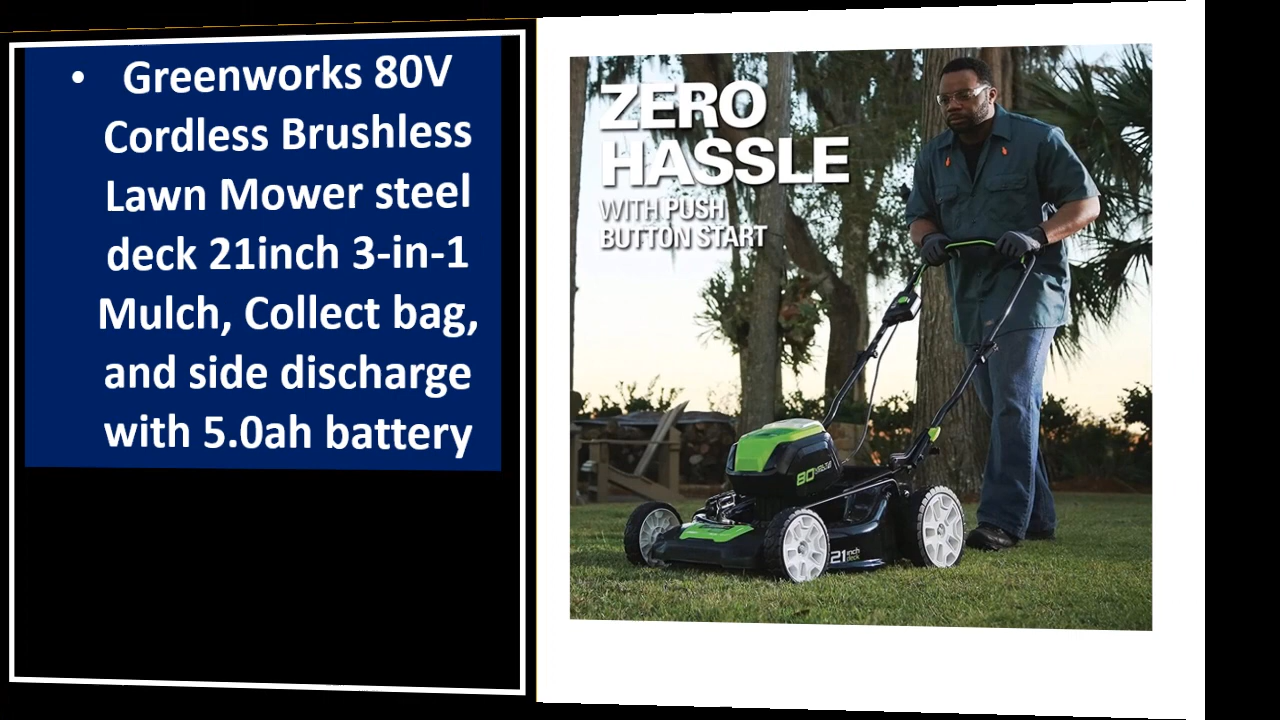 • Greenworks 80V
Cordless Brushless
Lawn Mower steel
deck 21inch 3-in-1
Mulch, Collect bag,
and side discharge
with 5.0ah battery
ZERO
HASSLE
WITH PUSH
BUTTON START
80
21 inch
deck